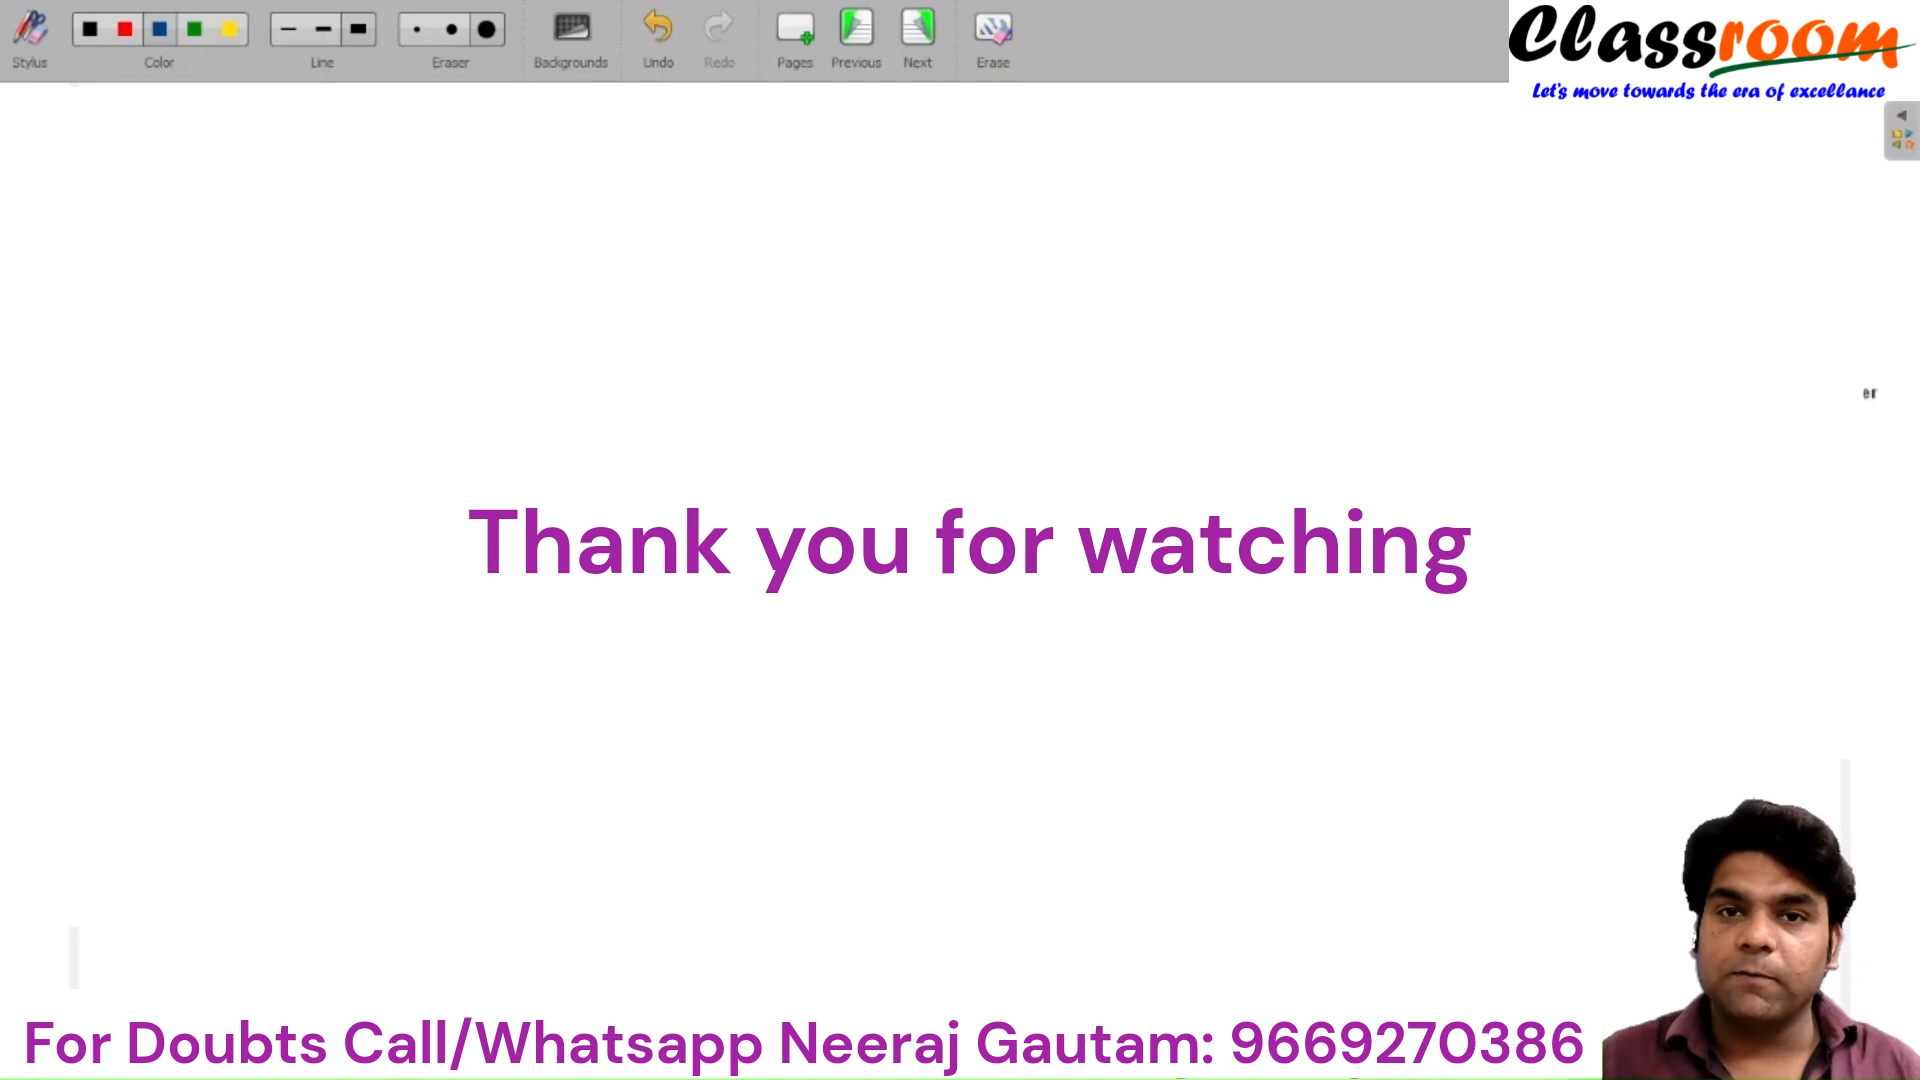 Classroom
Let's move towards the era of excellance
Stylus Color Line Eraser Backgrounds Undo Redo Pages Previous Next Erase
er
Thank you for watching
For Doubts Call/Whatsapp Neeraj Gautam: 9669270386